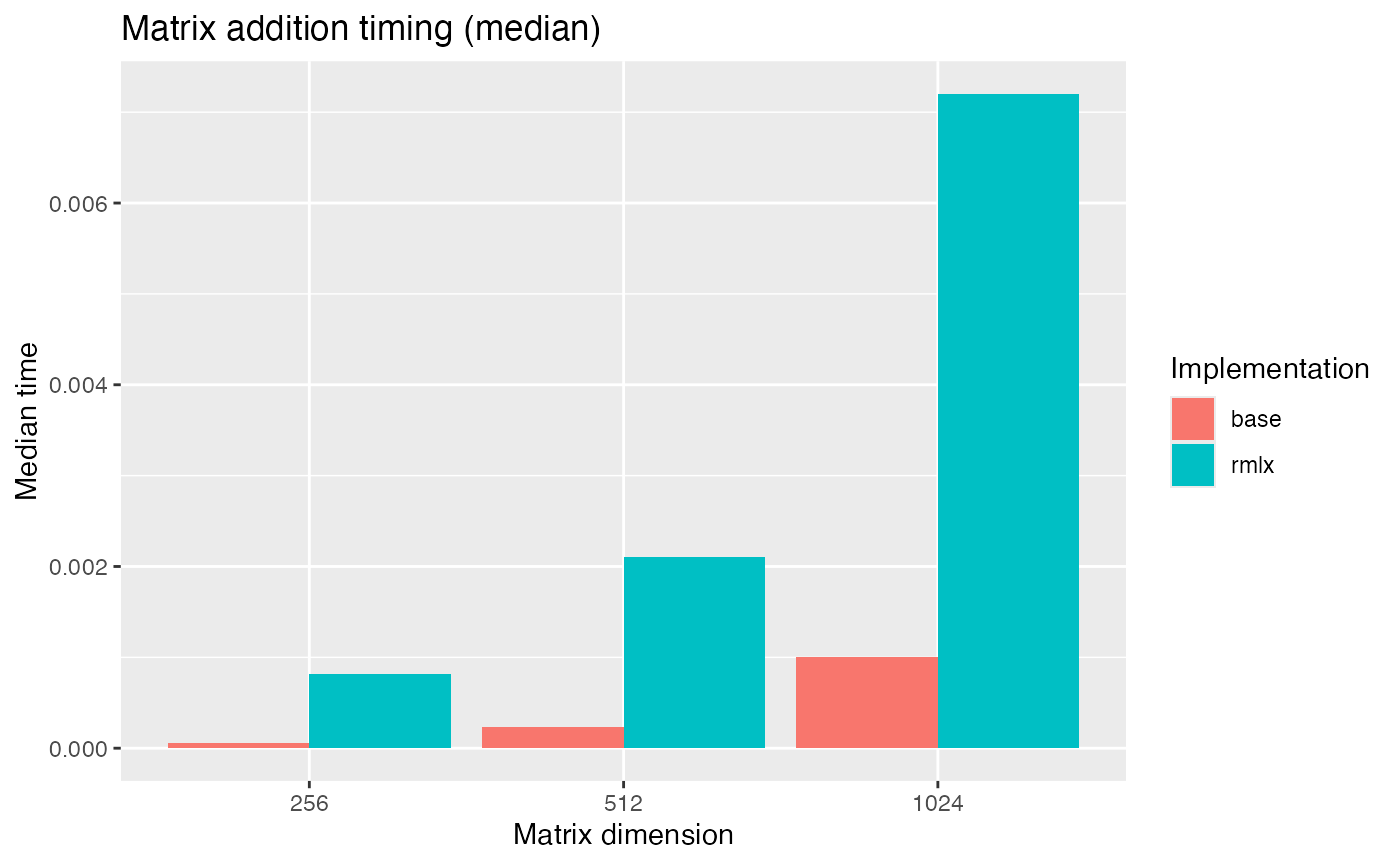 Matrix addition timing (median)
Median time
0.006
0.004
0.002
0.000
256 512 1024
Matrix dimension
Implementation
base
rmlx